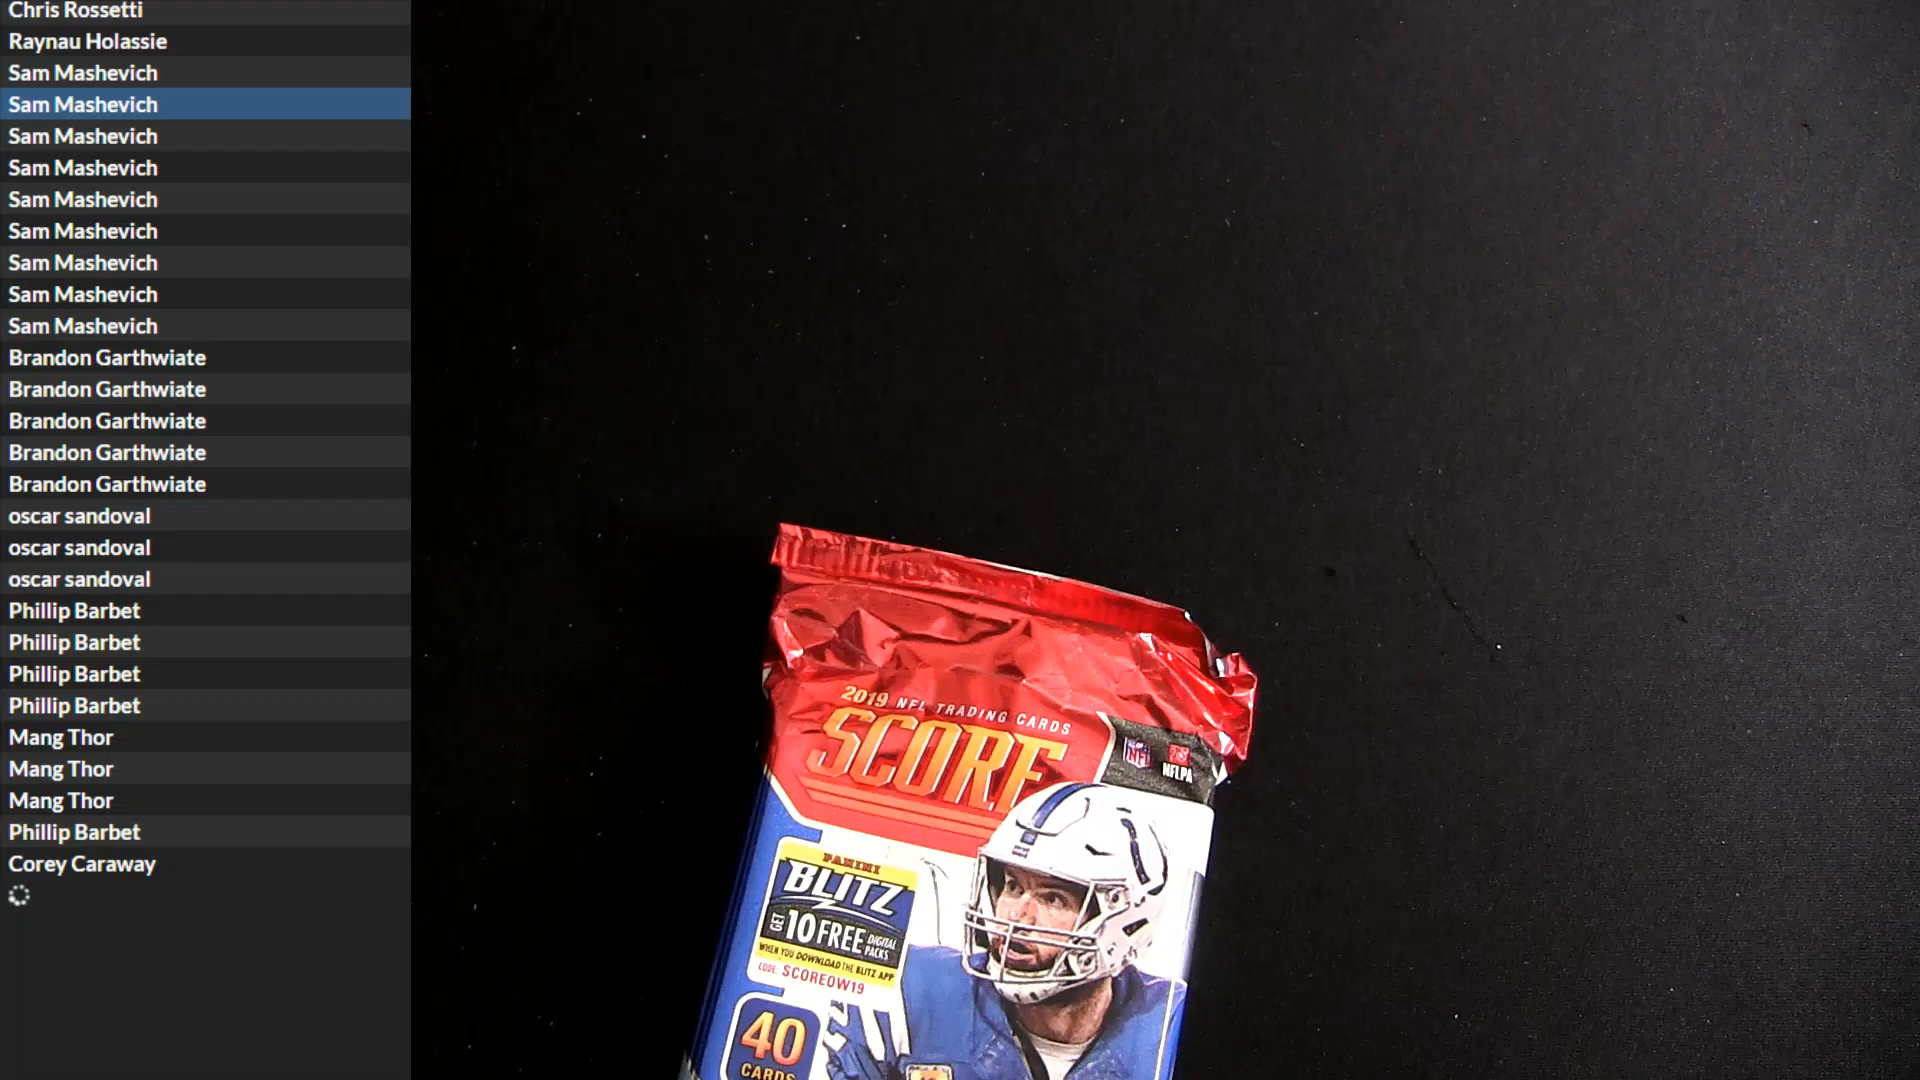 Chris Rossetti
Raynau Holassie
Sam Mashevich
Sam Mashevich
Sam Mashevich
Sam Mashevich
Sam Mashevich
Sam Mashevich
Sam Mashevich
Sam Mashevich
Sam Mashevich
Brandon Garthwiate
Brandon Garthwiate
Brandon Garthwiate
Brandon Garthwiate
Brandon Garthwiate
oscar sandoval
oscar sandoval
oscar sandoval
Phillip Barbet
Phillip Barbet
Phillip Barbet
Phillip Barbet
Mang Thor
Mang Thor
Mang Thor
Phillip Barbet
Corey Caraway
2019 NFL TRADING CARDS
SCORE
NFL
NFLPA
PANINI
BLITZ
GET 10 FREE DIGITAL PACKS
WHEN YOU DOWNLOAD THE BLITZ APP
CODE: SCOREOW19
40
CARDS